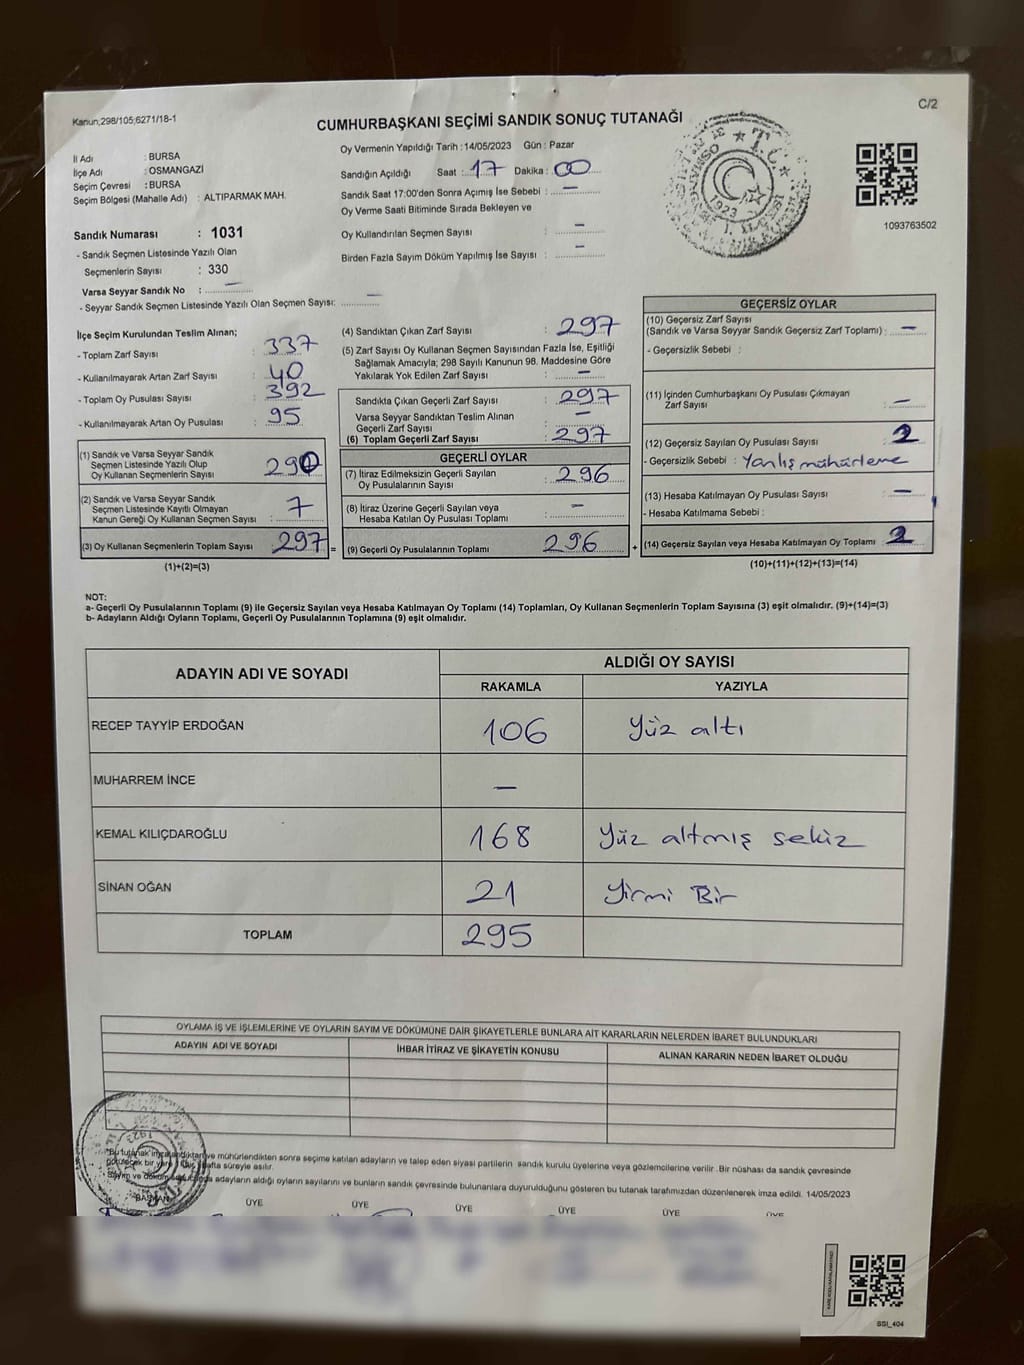 Kanun;298/105;6271/18-1
C/2
CUMHURBAŞKANI SEÇİMİ SANDIK SONUÇ TUTANAĞI
İl Adı : BURSA
İlçe Adı : OSMANGAZİ
Seçim Çevresi : BURSA
Seçim Bölgesi (Mahalle Adı) : ALTIPARMAK MAH.
Sandık Numarası : 1031
- Sandık Seçmen Listesinde Yazılı Olan
Seçmenlerin Sayısı : 330
Varsa Seyyar Sandık No : –
- Seyyar Sandık Seçmen Listesinde Yazılı Olan Seçmen Sayısı: –
Oy Vermenin Yapıldığı Tarih : 14/05/2023 Gün : Pazar
Sandığın Açıldığı Saat : 17 Dakika : 00
Sandık Saat 17:00'den Sonra Açımış İse Sebebi : –
Oy Verme Saati Bitiminde Sırada Bekleyen ve
Oy Kullandırılan Seçmen Sayısı : –
Birden Fazla Sayım Döküm Yapılmış İse Sayısı : –
T.C.
1923
1093763502
İlçe Seçim Kurulundan Teslim Alınan;
- Toplam Zarf Sayısı : 337
- Kullanılmayarak Artan Zarf Sayısı : 40
- Toplam Oy Pusulası Sayısı : 392
- Kullanılmayarak Artan Oy Pusulası : 95
(1) Sandık ve Varsa Seyyar Sandık
Seçmen Listesinde Yazılı Olup
Oy Kullanan Seçmenlerin Sayısı : 290
(2) Sandık ve Varsa Seyyar Sandık
Seçmen Listesinde Kayıtlı Olmayan
Kanun Gereği Oy Kullanan Seçmen Sayısı : 7
(3) Oy Kullanan Seçmenlerin Toplam Sayısı : 297 =
(1)+(2)=(3)
(4) Sandıktan Çıkan Zarf Sayısı : 297
(5) Zarf Sayısı Oy Kullanan Seçmen Sayısından Fazla İse, Eşitliği
Sağlamak Amacıyla; 298 Sayılı Kanunun 98. Maddesine Göre
Yakılarak Yok Edilen Zarf Sayısı : –
Sandıkta Çıkan Geçerli Zarf Sayısı : 297
Varsa Seyyar Sandıktan Teslim Alınan
Geçerli Zarf Sayısı : –
(6) Toplam Geçerli Zarf Sayısı : 297
GEÇERLİ OYLAR
(7) İtiraz Edilmeksizin Geçerli Sayılan
Oy Pusulalarının Sayısı : 296
(8) İtiraz Üzerine Geçerli Sayılan veya
Hesaba Katılan Oy Pusulalarının Toplamı : –
(9) Geçerli Oy Pusulalarının Toplamı : 296 +
GEÇERSİZ OYLAR
(10) Geçersiz Zarf Sayısı
(Sandık ve Varsa Seyyar Sandık Geçersiz Zarf Toplamı) : –
- Geçersizlik Sebebi :
(11) İçinden Cumhurbaşkanı Oy Pusulası Çıkmayan
Zarf Sayısı : –
(12) Geçersiz Sayılan Oy Pusulası Sayısı : 2
- Geçersizlik Sebebi : Yanlış mühürleme
(13) Hesaba Katılmayan Oy Pusulası Sayısı : –
- Hesaba Katılmama Sebebi :
(14) Geçersiz Sayılan veya Hesaba Katılmayan Oy Toplamı : 2
(10)+(11)+(12)+(13)=(14)
NOT:
a- Geçerli Oy Pusulalarının Toplamı (9) ile Geçersiz Sayılan veya Hesaba Katılmayan Oy Toplamı (14) Toplamları, Oy Kullanan Seçmenlerin Toplam Sayısına (3) eşit olmalıdır. (9)+(14)=(3)
b- Adayların Aldığı Oyların Toplamı, Geçerli Oy Pusulalarının Toplamına (9) eşit olmalıdır.
ADAYIN ADI VE SOYADI
ALDIĞI OY SAYISI
RAKAMLA YAZIYLA
RECEP TAYYİP ERDOĞAN 106 Yüz altı
MUHARREM İNCE –
KEMAL KILIÇDAROĞLU 168 Yüz altmış sekiz
SİNAN OĞAN 21 Yirmi Bir
TOPLAM 295
OYLAMA İŞ VE İŞLEMLERİNE VE OYLARIN SAYIM VE DÖKÜMÜNE DAİR ŞİKAYETLERLE BUNLARA AİT KARARLARIN NELERDEN İBARET BULUNDUKLARI
ADAYIN ADI VE SOYADI İHBAR İTİRAZ VE ŞİKAYETİN KONUSU ALINAN KARARIN NEDEN İBARET OLDUĞU
"Bu tutanak imzalandıktan ve mühürlendikten sonra seçime katılan adayların ve talep eden siyasi partilerin sandık kurulu üyelerine veya gözlemcilerine verilir. Bir nüshası da sandık çevresinde
görülecek bir yere hafta süreyle asılır.
Sayım ve döküm adayların aldığı oyların sayılarını ve bunların sandık çevresinde bulunanlara duyurulduğunu gösteren bu tutanak tarafımızdan düzenlenerek imza edildi. 14/05/2023
BAŞKAN ÜYE ÜYE ÜYE ÜYE ÜYE ÜYE
SSI_404